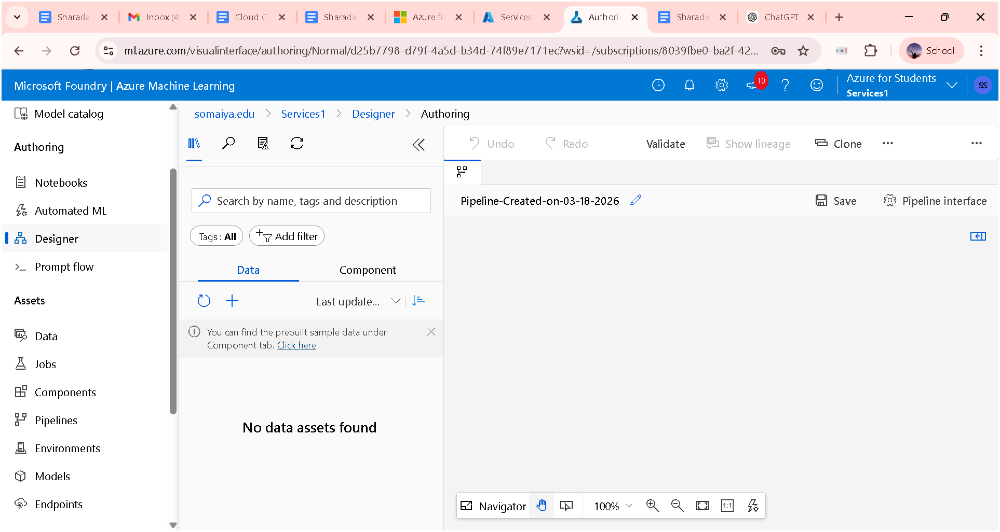 Sharada
Inbox (4
Cloud C
Sharada
Azure fo
Services
Authorin
Sharada
ChatGPT
ml.azure.com/visualinterface/authoring/Normal/d25b7798-d79f-4a5d-b34d-74f89e7171ec?wsid=/subscriptions/8039fbe0-ba2f-42...
School
Microsoft Foundry | Azure Machine Learning
10
Azure for Students
Services1
SS
Model catalog
Authoring
Notebooks
Automated ML
Designer
Prompt flow
Assets
Data
Jobs
Components
Pipelines
Environments
Models
Endpoints
somaiya.edu > Services1 > Designer > Authoring
Search by name, tags and description
Tags : All
Add filter
Data
Component
Last update...
You can find the prebuilt sample data under
Component tab. Click here
No data assets found
Undo
Redo
Validate
Show lineage
Clone
Pipeline-Created-on-03-18-2026
Save
Pipeline interface
Navigator
100%
1:1